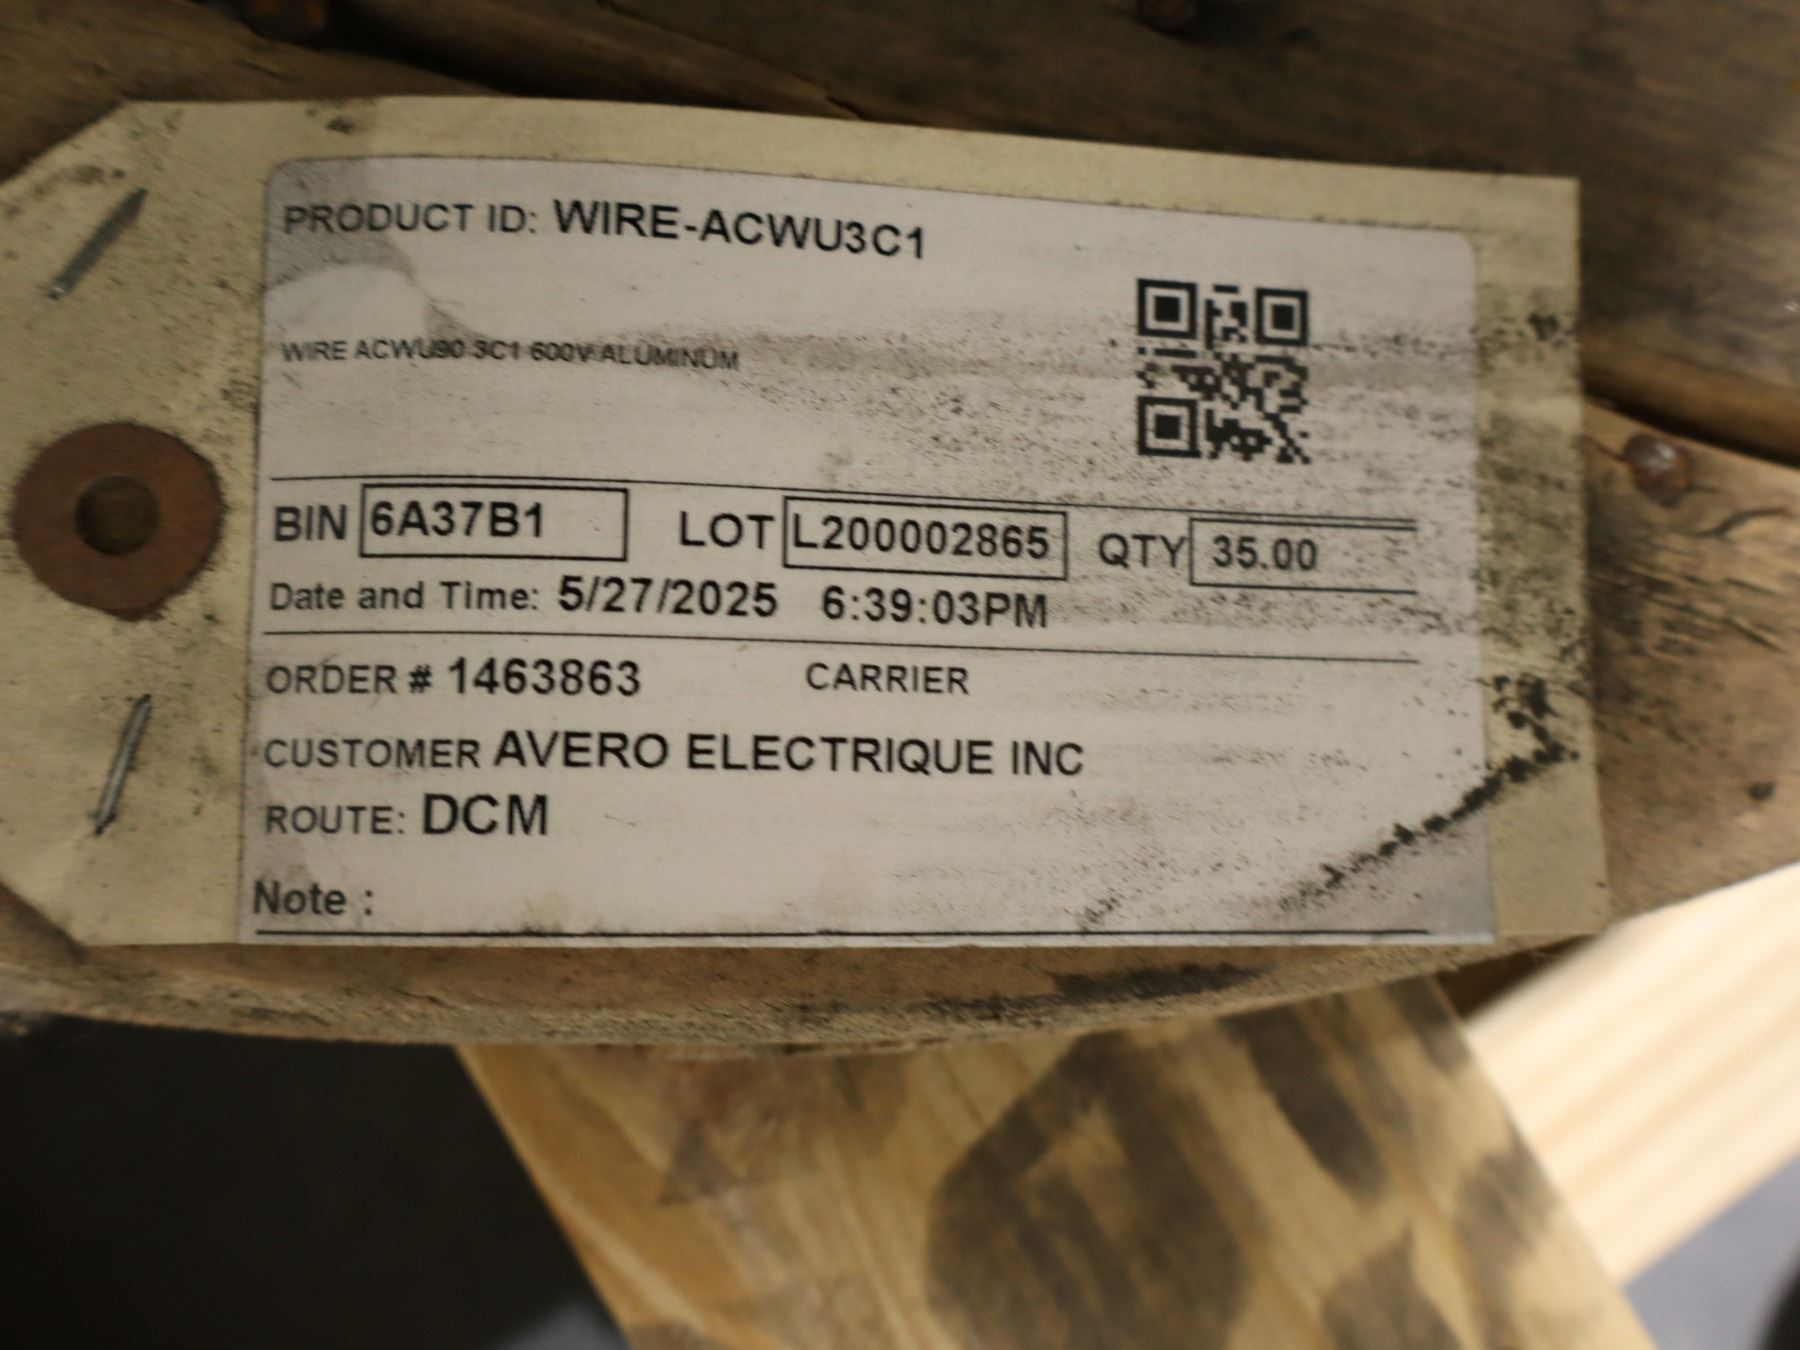 PRODUCT ID: WIRE-ACWU3C1
WIRE ACWU90 3C1 600V ALUMINUM
BIN 6A37B1 LOT L200002865 QTY 35.00
Date and Time: 5/27/2025 6:39:03PM
ORDER # 1463863 CARRIER
CUSTOMER AVERO ELECTRIQUE INC
ROUTE: DCM
Note :